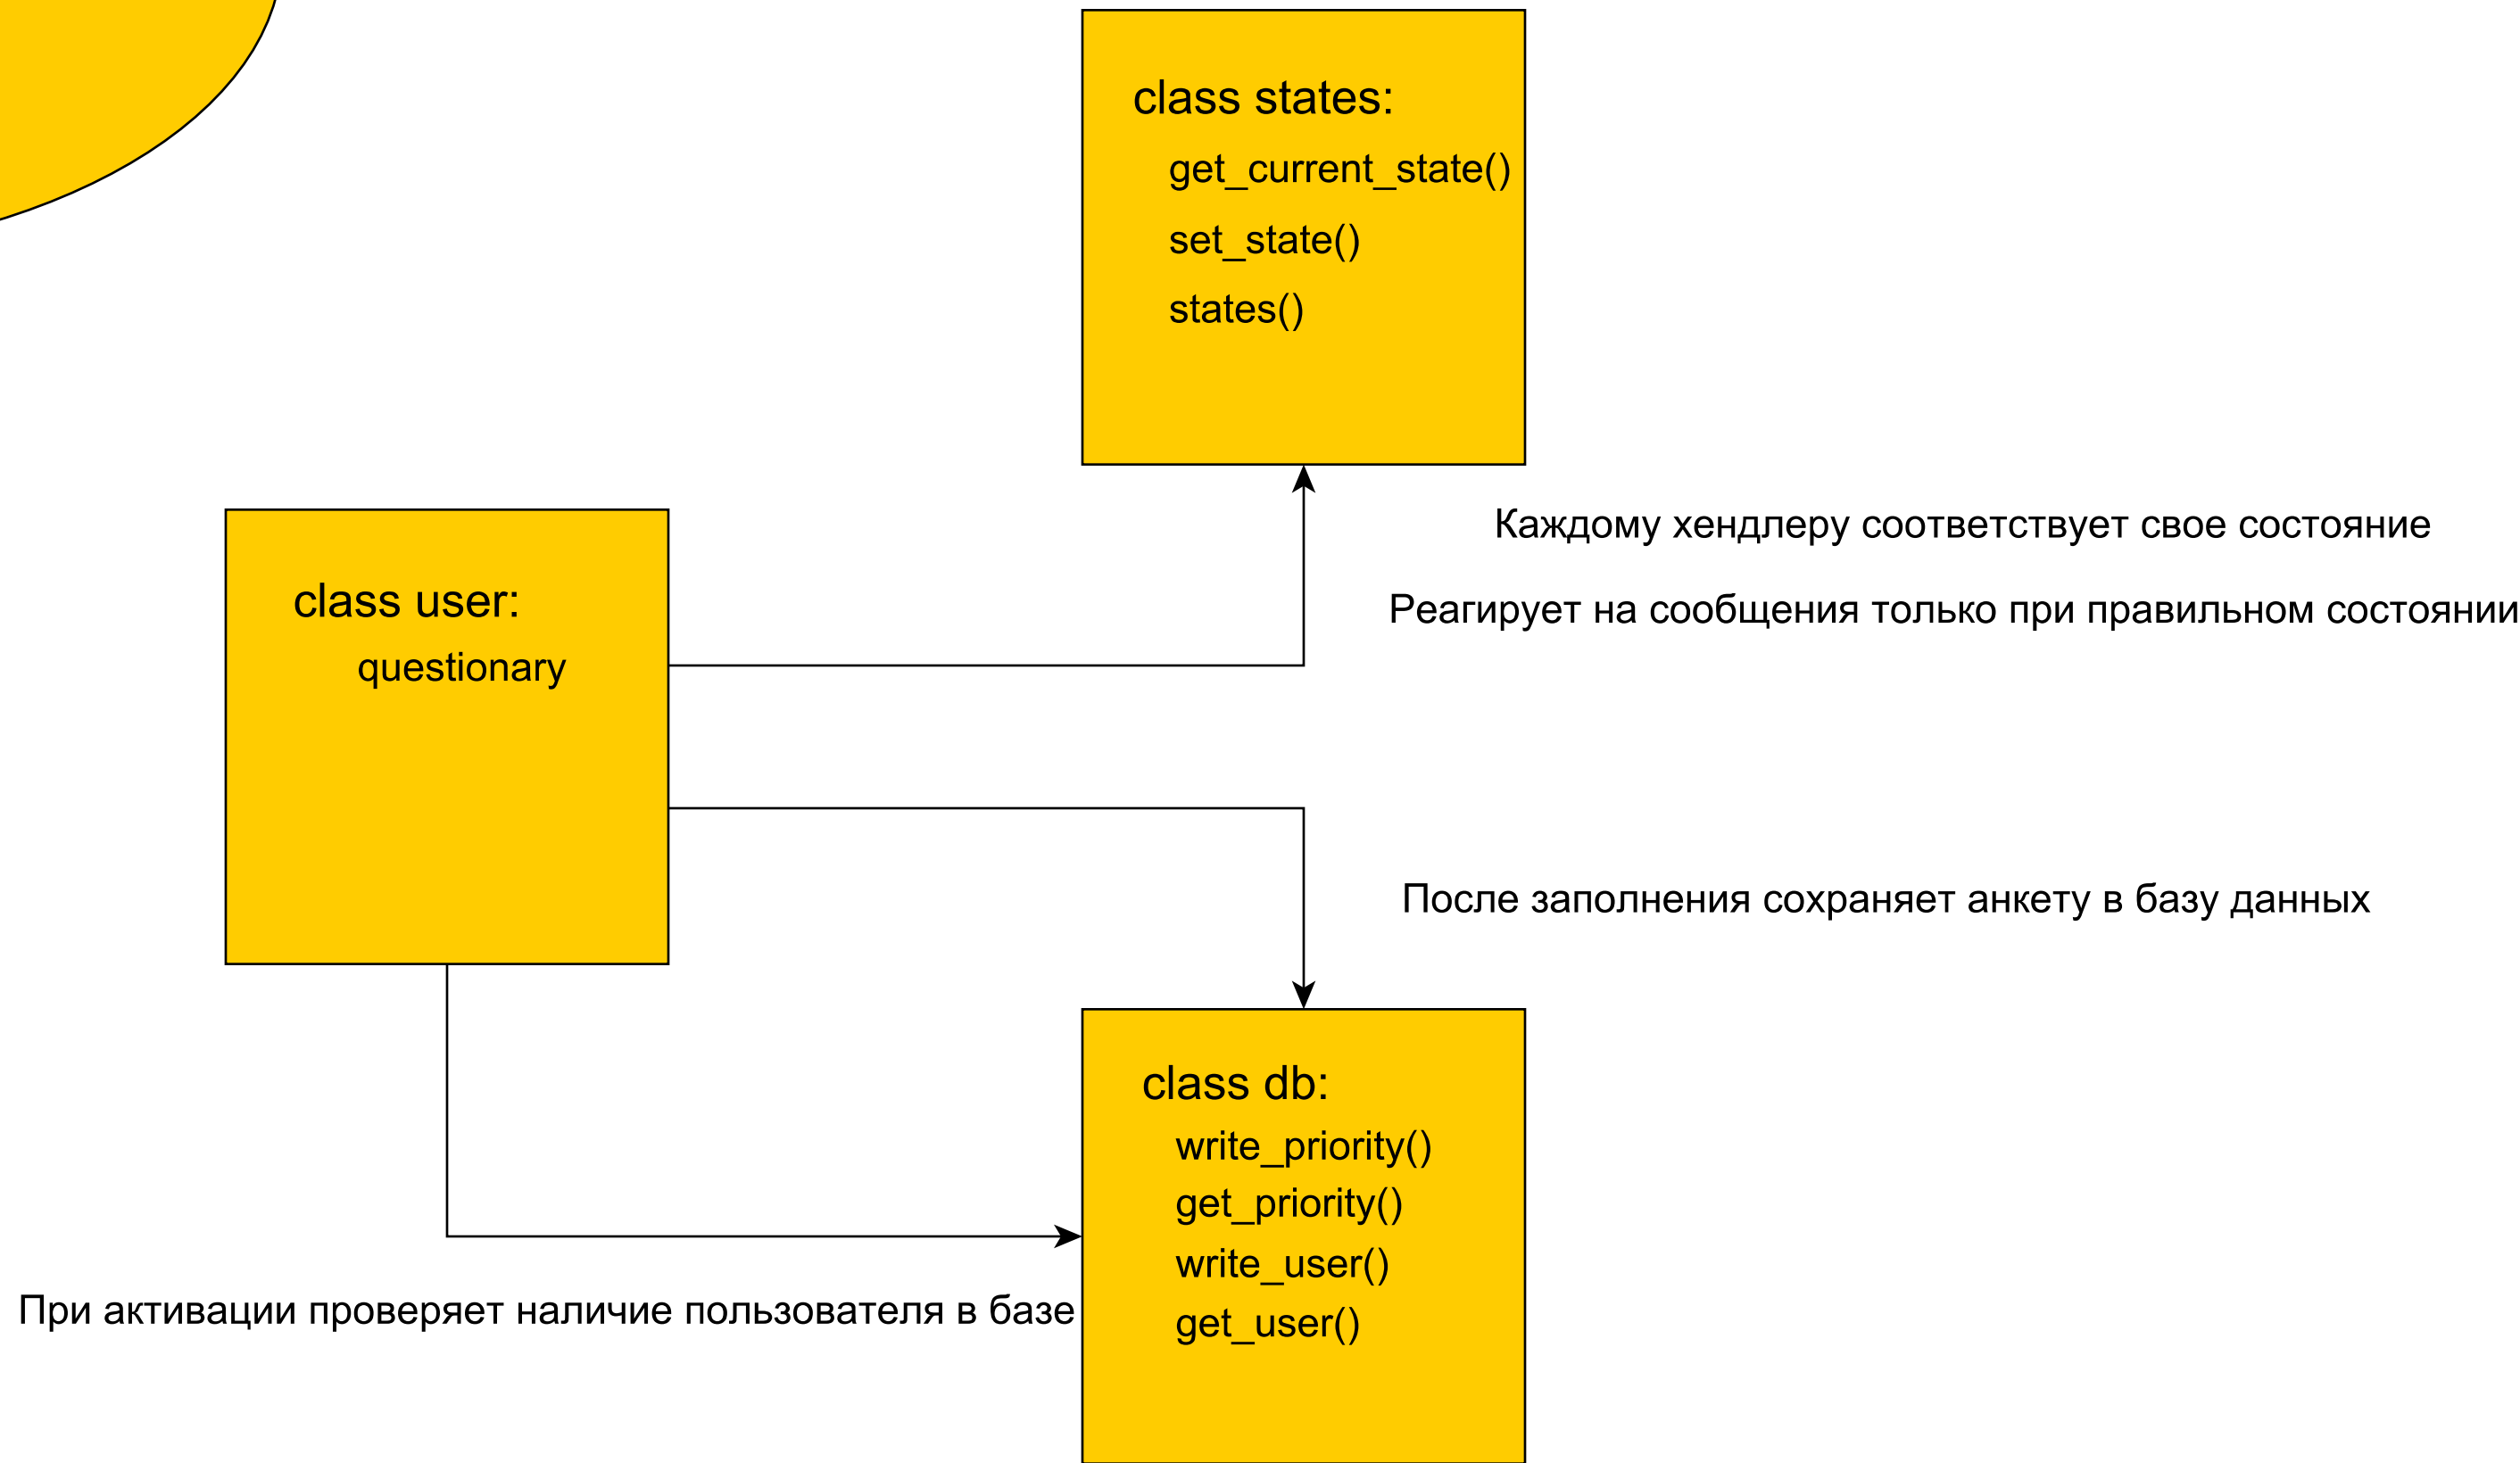 class states:
get_current_state()
set_state()
states()
Каждому хендлеру соответствует свое состояние
Реагирует на сообщения только при правильном состоянии
class user:
questionary
После заполнения сохраняет анкету в базу данных
class db:
write_priority()
get_priority()
write_user()
get_user()
При активации проверяет наличие пользователя в базе